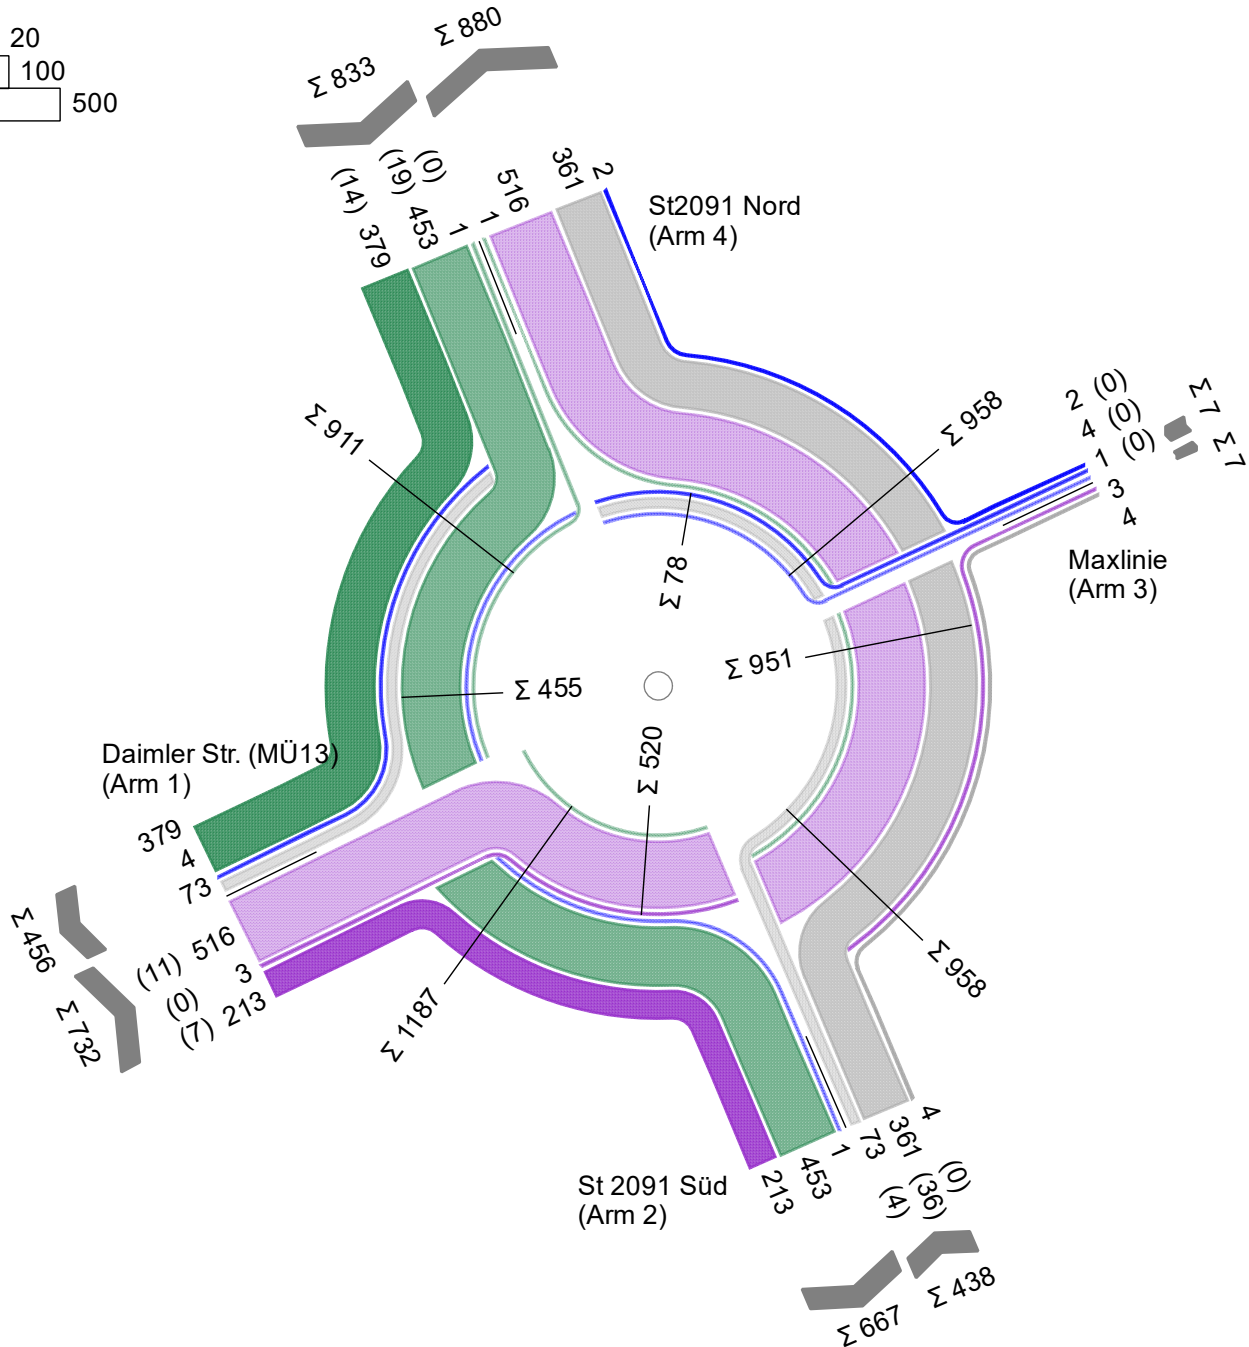 20
100
500
Σ 880
Σ 833
(14) 379
(19) 453
(0) 1
1
516
361
2
St2091 Nord
(Arm 4)
Σ 911
Σ 958
2 (0)
4 (0)
1 (0)
3
4
Σ 7
Σ 7
Maxlinie
(Arm 3)
Σ 78
Σ 951
Σ 455
Σ 520
Daimler Str. (MÜ13)
(Arm 1)
379
4
73
(11) 516
(0) 3
(7) 213
Σ 456
Σ 732
Σ 1187
Σ 958
St 2091 Süd
(Arm 2)
213
453
1
73 (4)
361 (36)
4 (0)
Σ 667
Σ 438